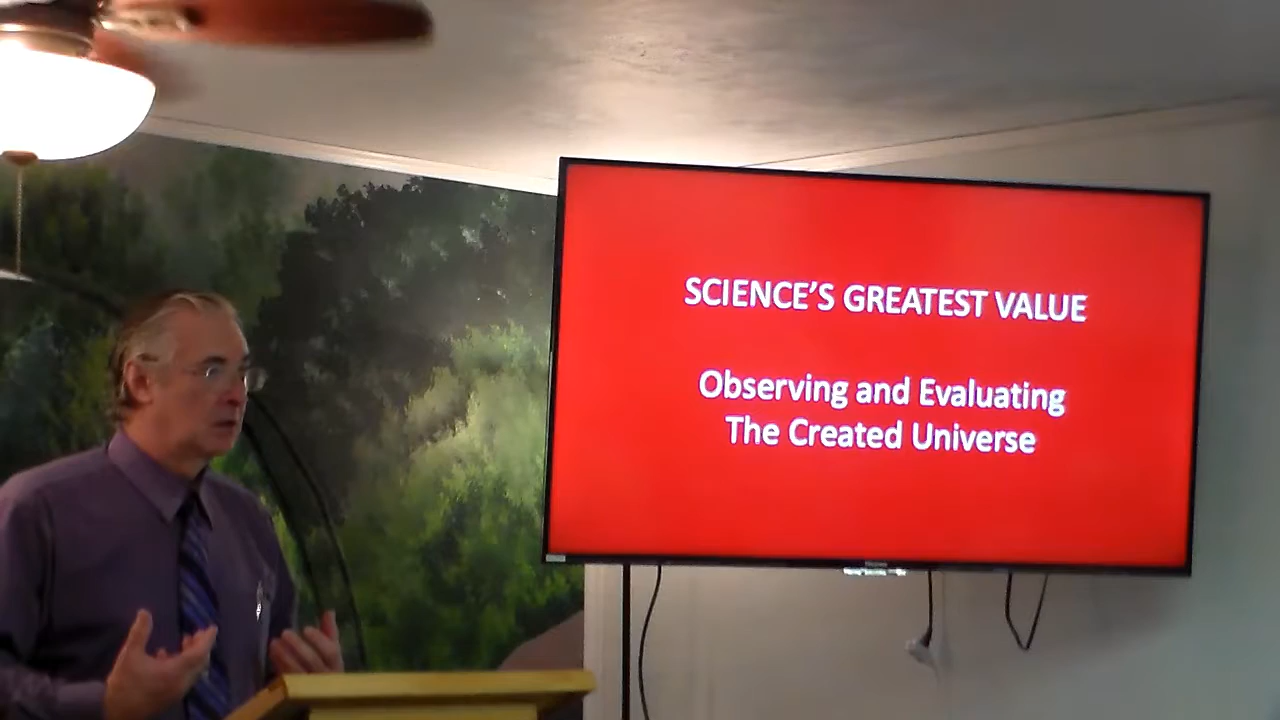 SCIENCE'S GREATEST VALUE
Observing and Evaluating
The Created Universe